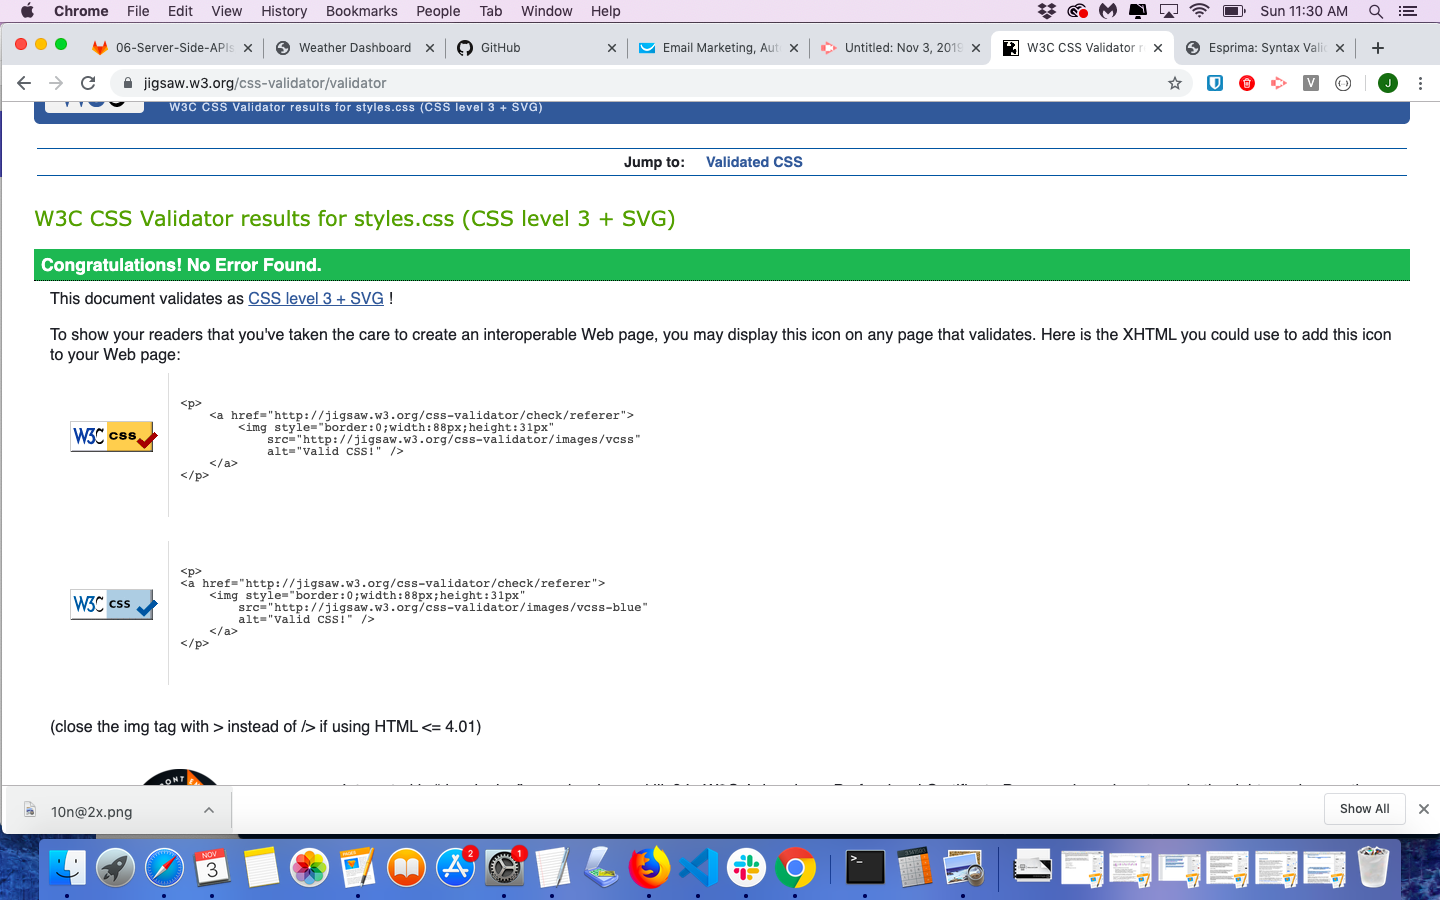 Chrome File Edit View History Bookmarks People Tab Window Help Sun 11:30 AM
06-Server-Side-APIs Weather Dashboard GitHub Email Marketing, Aut Untitled: Nov 3, 2019 W3C CSS Validator r Esprima: Syntax Valid
jigsaw.w3.org/css-validator/validator V J
W3C CSS Validator results for styles.css (CSS level 3 + SVG)
Jump to: Validated CSS
W3C CSS Validator results for styles.css (CSS level 3 + SVG)
Congratulations! No Error Found.
This document validates as CSS level 3 + SVG !
To show your readers that you've taken the care to create an interoperable Web page, you may display this icon on any page that validates. Here is the XHTML you could use to add this icon
to your Web page:
<p>
<a href="http://jigsaw.w3.org/css-validator/check/referer">
<img style="border:0;width:88px;height:31px"
W3C css
src="http://jigsaw.w3.org/css-validator/images/vcss"
alt="Valid CSS!" />
</a>
</p>
<p>
<a href="http://jigsaw.w3.org/css-validator/check/referer">
<img style="border:0;width:88px;height:31px"
W3C css
src="http://jigsaw.w3.org/css-validator/images/vcss-blue"
alt="Valid CSS!" />
</a>
</p>
(close the img tag with > instead of /> if using HTML <= 4.01)
10n@2x.png Show All
NOV
3
2
1